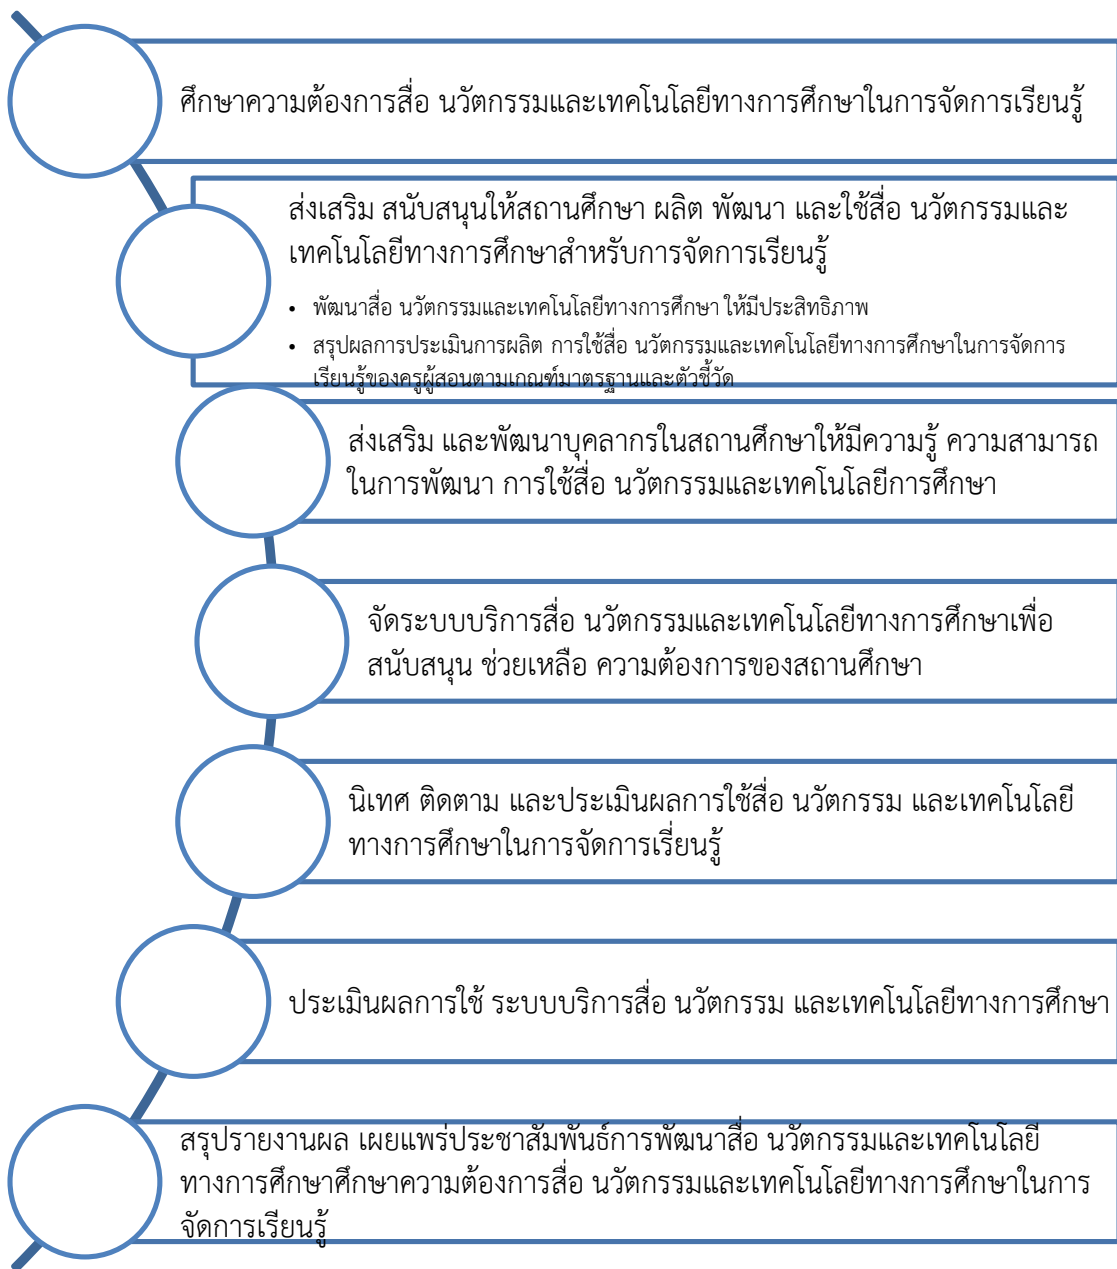 ศึกษาความต้องการสื่อ นวัตกรรมและเทคโนโลยีทางการศึกษาในการจัดการเรียนรู้
ส่งเสริม สนับสนุนให้สถานศึกษา ผลิต พัฒนา และใช้สื่อ นวัตกรรมและ
เทคโนโลยีทางการศึกษาสำหรับการจัดการเรียนรู้
• พัฒนาสื่อ นวัตกรรมและเทคโนโลยีทางการศึกษา ให้มีประสิทธิภาพ
• สรุปผลการประเมินการผลิต การใช้สื่อ นวัตกรรมและเทคโนโลยีทางการศึกษาในการจัดการ
เรียนรู้ของครูผู้สอนตามเกณฑ์มาตรฐานและตัวชี้วัด
ส่งเสริม และพัฒนาบุคลากรในสถานศึกษาให้มีความรู้ ความสามารถ
ในการพัฒนา การใช้สื่อ นวัตกรรมและเทคโนโลยีการศึกษา
จัดระบบบริการสื่อ นวัตกรรมและเทคโนโลยีทางการศึกษาเพื่อ
สนับสนุน ช่วยเหลือ ความต้องการของสถานศึกษา
นิเทศ ติดตาม และประเมินผลการใช้สื่อ นวัตกรรม และเทคโนโลยี
ทางการศึกษาในการจัดการเรี่ยนรู้
ประเมินผลการใช้ ระบบบริการสื่อ นวัตกรรม และเทคโนโลยีทางการศึกษา
สรุปรายงานผล เผยแพร่ประชาสัมพันธ์การพัฒนาสื่อ นวัตกรรมและเทคโนโลยี
ทางการศึกษาศึกษาความต้องการสื่อ นวัตกรรมและเทคโนโลยีทางการศึกษาในการ
จัดการเรียนรู้